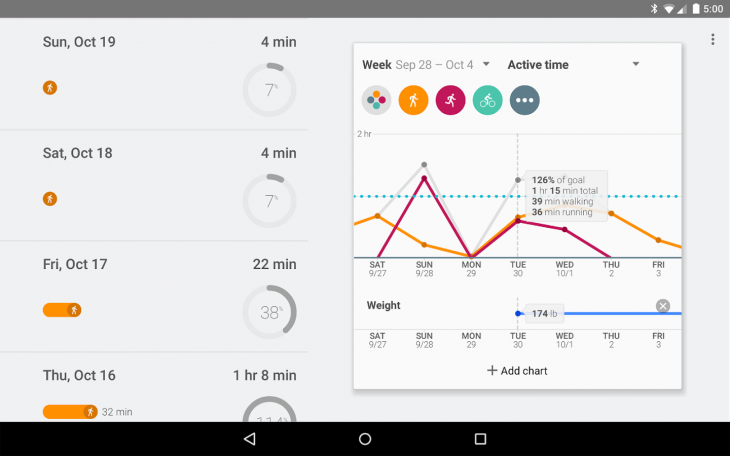 5:00
Sun, Oct 19 4 min
7%
Sat, Oct 18 4 min
7%
Fri, Oct 17 22 min
38%
Thu, Oct 16 1 hr 8 min
32 min
Week Sep 28 – Oct 4 Active time
2 hr
126% of goal
1 hr 15 min total
39 min walking
36 min running
SAT SUN MON TUE WED THU FRI
9/27 9/28 29 30 10/1 2 3
Weight
174 lb
SAT SUN MON TUE WED THU FRI
9/27 9/28 29 30 10/1 2 3
+ Add chart